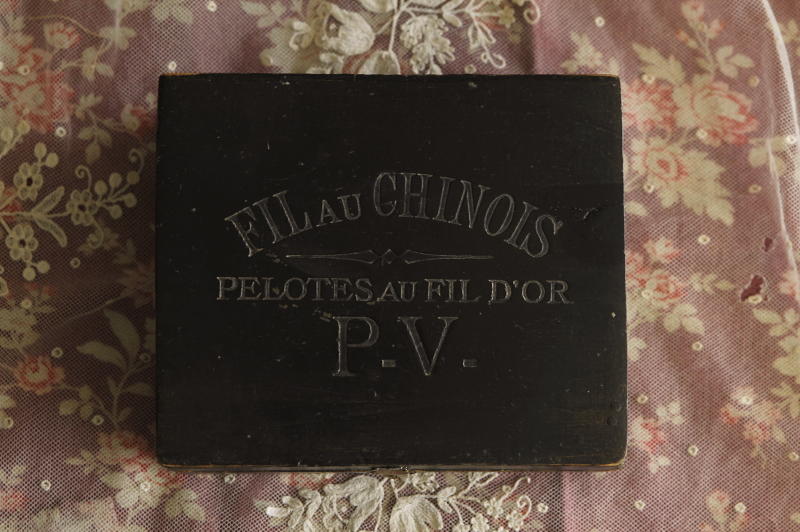 FIL AU CHINOIS
PELOTES AU FIL D'OR
P-V-